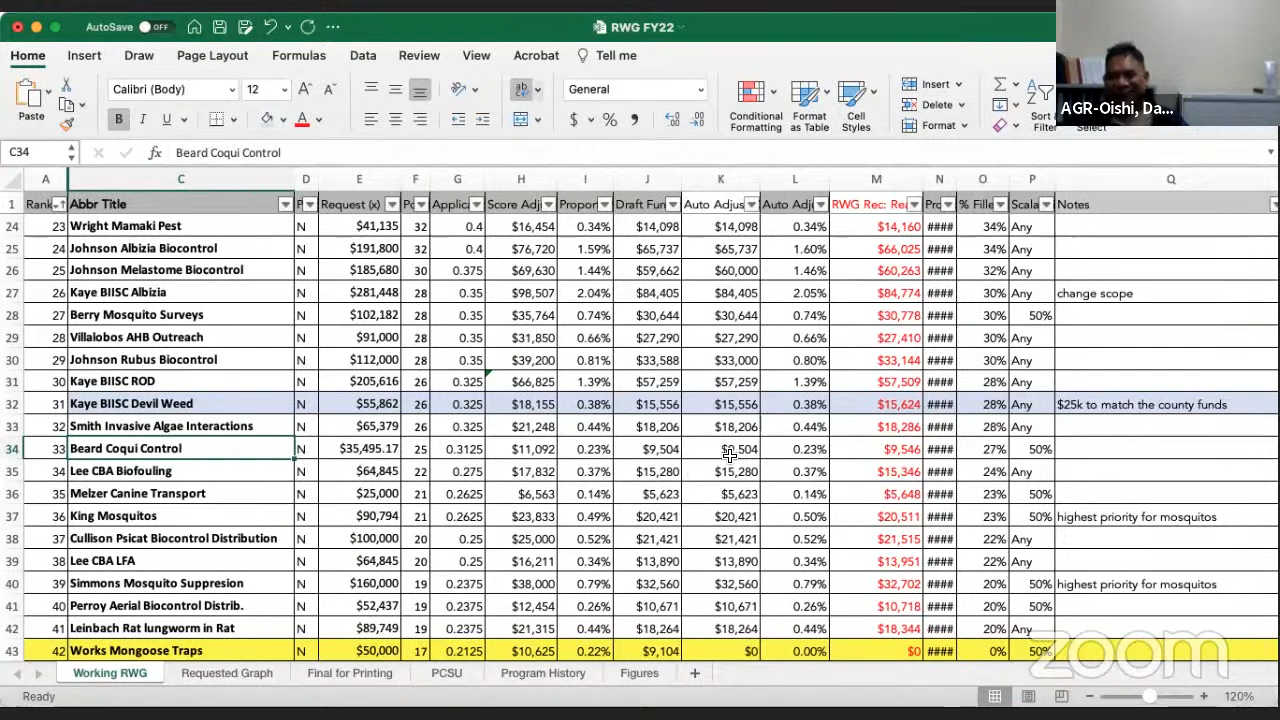 AutoSave OFF RWG FY22
Home Insert Draw Page Layout Formulas Data Review View Acrobat Tell me
Calibri (Body) 12 General Insert
Delete
Format
Paste Conditional Formatting Format as Table Cell Styles Sort & Filter Select
AGR-Oishi, Da...
C34 fx Beard Coqui Control
A C D E F G H I J K L M N O P Q
1 Rank Abbr Title P Request (x) Po Applica Score Adj Propor Draft Fun Auto Adjus Auto Adj RWG Rec: Rea Pro % Fille Scala Notes
24 23 Wright Mamaki Pest N $41,135 32 0.4 $16,454 0.34% $14,098 $14,098 0.34% $14,160 #### 34% Any
25 24 Johnson Albizia Biocontrol N $191,800 32 0.4 $76,720 1.59% $65,737 $65,737 1.60% $66,025 #### 34% Any
26 25 Johnson Melastome Biocontrol N $185,680 30 0.375 $69,630 1.44% $59,662 $60,000 1.46% $60,263 #### 32% Any
27 26 Kaye BIISC Albizia N $281,448 28 0.35 $98,507 2.04% $84,405 $84,405 2.05% $84,774 #### 30% Any change scope
28 27 Berry Mosquito Surveys N $102,182 28 0.35 $35,764 0.74% $30,644 $30,644 0.74% $30,778 #### 30% 50%
29 28 Villalobos AHB Outreach N $91,000 28 0.35 $31,850 0.66% $27,290 $27,290 0.66% $27,410 #### 30% Any
30 29 Johnson Rubus Biocontrol N $112,000 28 0.35 $39,200 0.81% $33,588 $33,000 0.80% $33,144 #### 30% Any
31 30 Kaye BIISC ROD N $205,616 26 0.325 $66,825 1.39% $57,259 $57,259 1.39% $57,509 #### 28% Any
32 31 Kaye BIISC Devil Weed N $55,862 26 0.325 $18,155 0.38% $15,556 $15,556 0.38% $15,624 #### 28% Any $25k to match the county funds
33 32 Smith Invasive Algae Interactions N $65,379 26 0.325 $21,248 0.44% $18,206 $18,206 0.44% $18,286 #### 28% Any
34 33 Beard Coqui Control N $35,495.17 25 0.3125 $11,092 0.23% $9,504 $9,504 0.23% $9,546 #### 27% 50%
35 34 Lee CBA Biofouling N $64,845 22 0.275 $17,832 0.37% $15,280 $15,280 0.37% $15,346 #### 24% Any
36 35 Melzer Canine Transport N $25,000 21 0.2625 $6,563 0.14% $5,623 $5,623 0.14% $5,648 #### 23% 50%
37 36 King Mosquitos N $90,794 21 0.2625 $23,833 0.49% $20,421 $20,421 0.50% $20,511 #### 23% 50% highest priority for mosquitos
38 37 Cullison Psicat Biocontrol Distribution N $100,000 20 0.25 $25,000 0.52% $21,421 $21,421 0.52% $21,515 #### 22% Any
39 38 Lee CBA LFA N $64,845 20 0.25 $16,211 0.34% $13,890 $13,890 0.34% $13,951 #### 22% Any
40 39 Simmons Mosquito Suppresion N $160,000 19 0.2375 $38,000 0.79% $32,560 $32,560 0.79% $32,702 #### 20% 50% highest priority for mosquitos
41 40 Perroy Aerial Biocontrol Distrib. N $52,437 19 0.2375 $12,454 0.26% $10,671 $10,671 0.26% $10,718 #### 20% 50%
42 41 Leinbach Rat lungworm in Rat N $89,749 19 0.2375 $21,315 0.44% $18,264 $18,264 0.44% $18,344 #### 20% Any
43 42 Works Mongoose Traps N $50,000 17 0.2125 $10,625 0.22% $9,104 $0 0.00% $0 #### 0% 50%
zoom
Working RWG Requested Graph Final for Printing PCSU Program History Figures +
Ready 120%